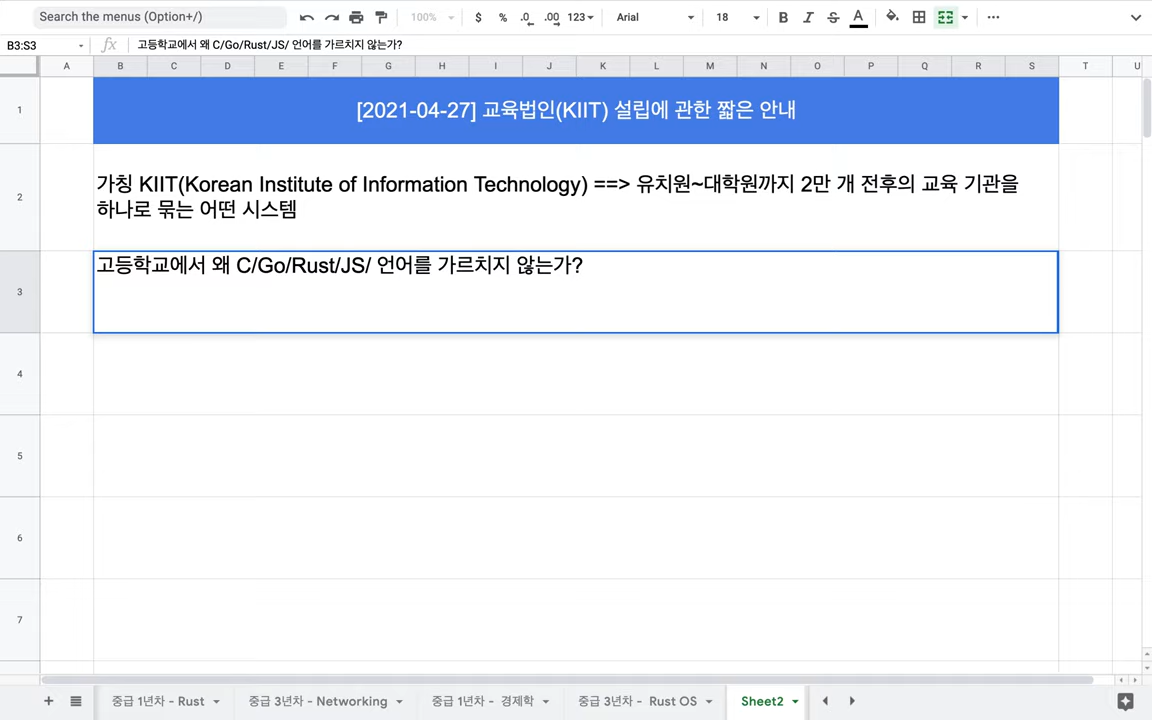 Search the menus (Option+/)
100%
$ % .0 .00 123
Arial
18
B I S A
B3:S3
fx
고등학교에서 왜 C/Go/Rust/JS/ 언어를 가르치지 않는가?
A B C D E F G H I J K L M N O P Q R S T U
1
[2021-04-27] 교육법인(KIIT) 설립에 관한 짧은 안내
2
가칭 KIIT(Korean Institute of Information Technology) ==> 유치원~대학원까지 2만 개 전후의 교육 기관을
하나로 묶는 어떤 시스템
3
고등학교에서 왜 C/Go/Rust/JS/ 언어를 가르치지 않는가?
4
5
6
7
중급 1년차 - Rust
중급 3년차 - Networking
중급 1년차 - 경제학
중급 3년차 - Rust OS
Sheet2